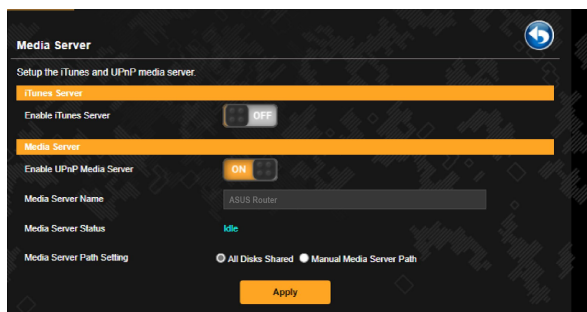 Media Server
Setup the iTunes and UPnP media server.
iTunes Server
Enable iTunes Server OFF
Media Server
Enable UPnP Media Server ON
Media Server Name ASUS Router
Media Server Status Idle
Media Server Path Setting All Disks Shared Manual Media Server Path
Apply